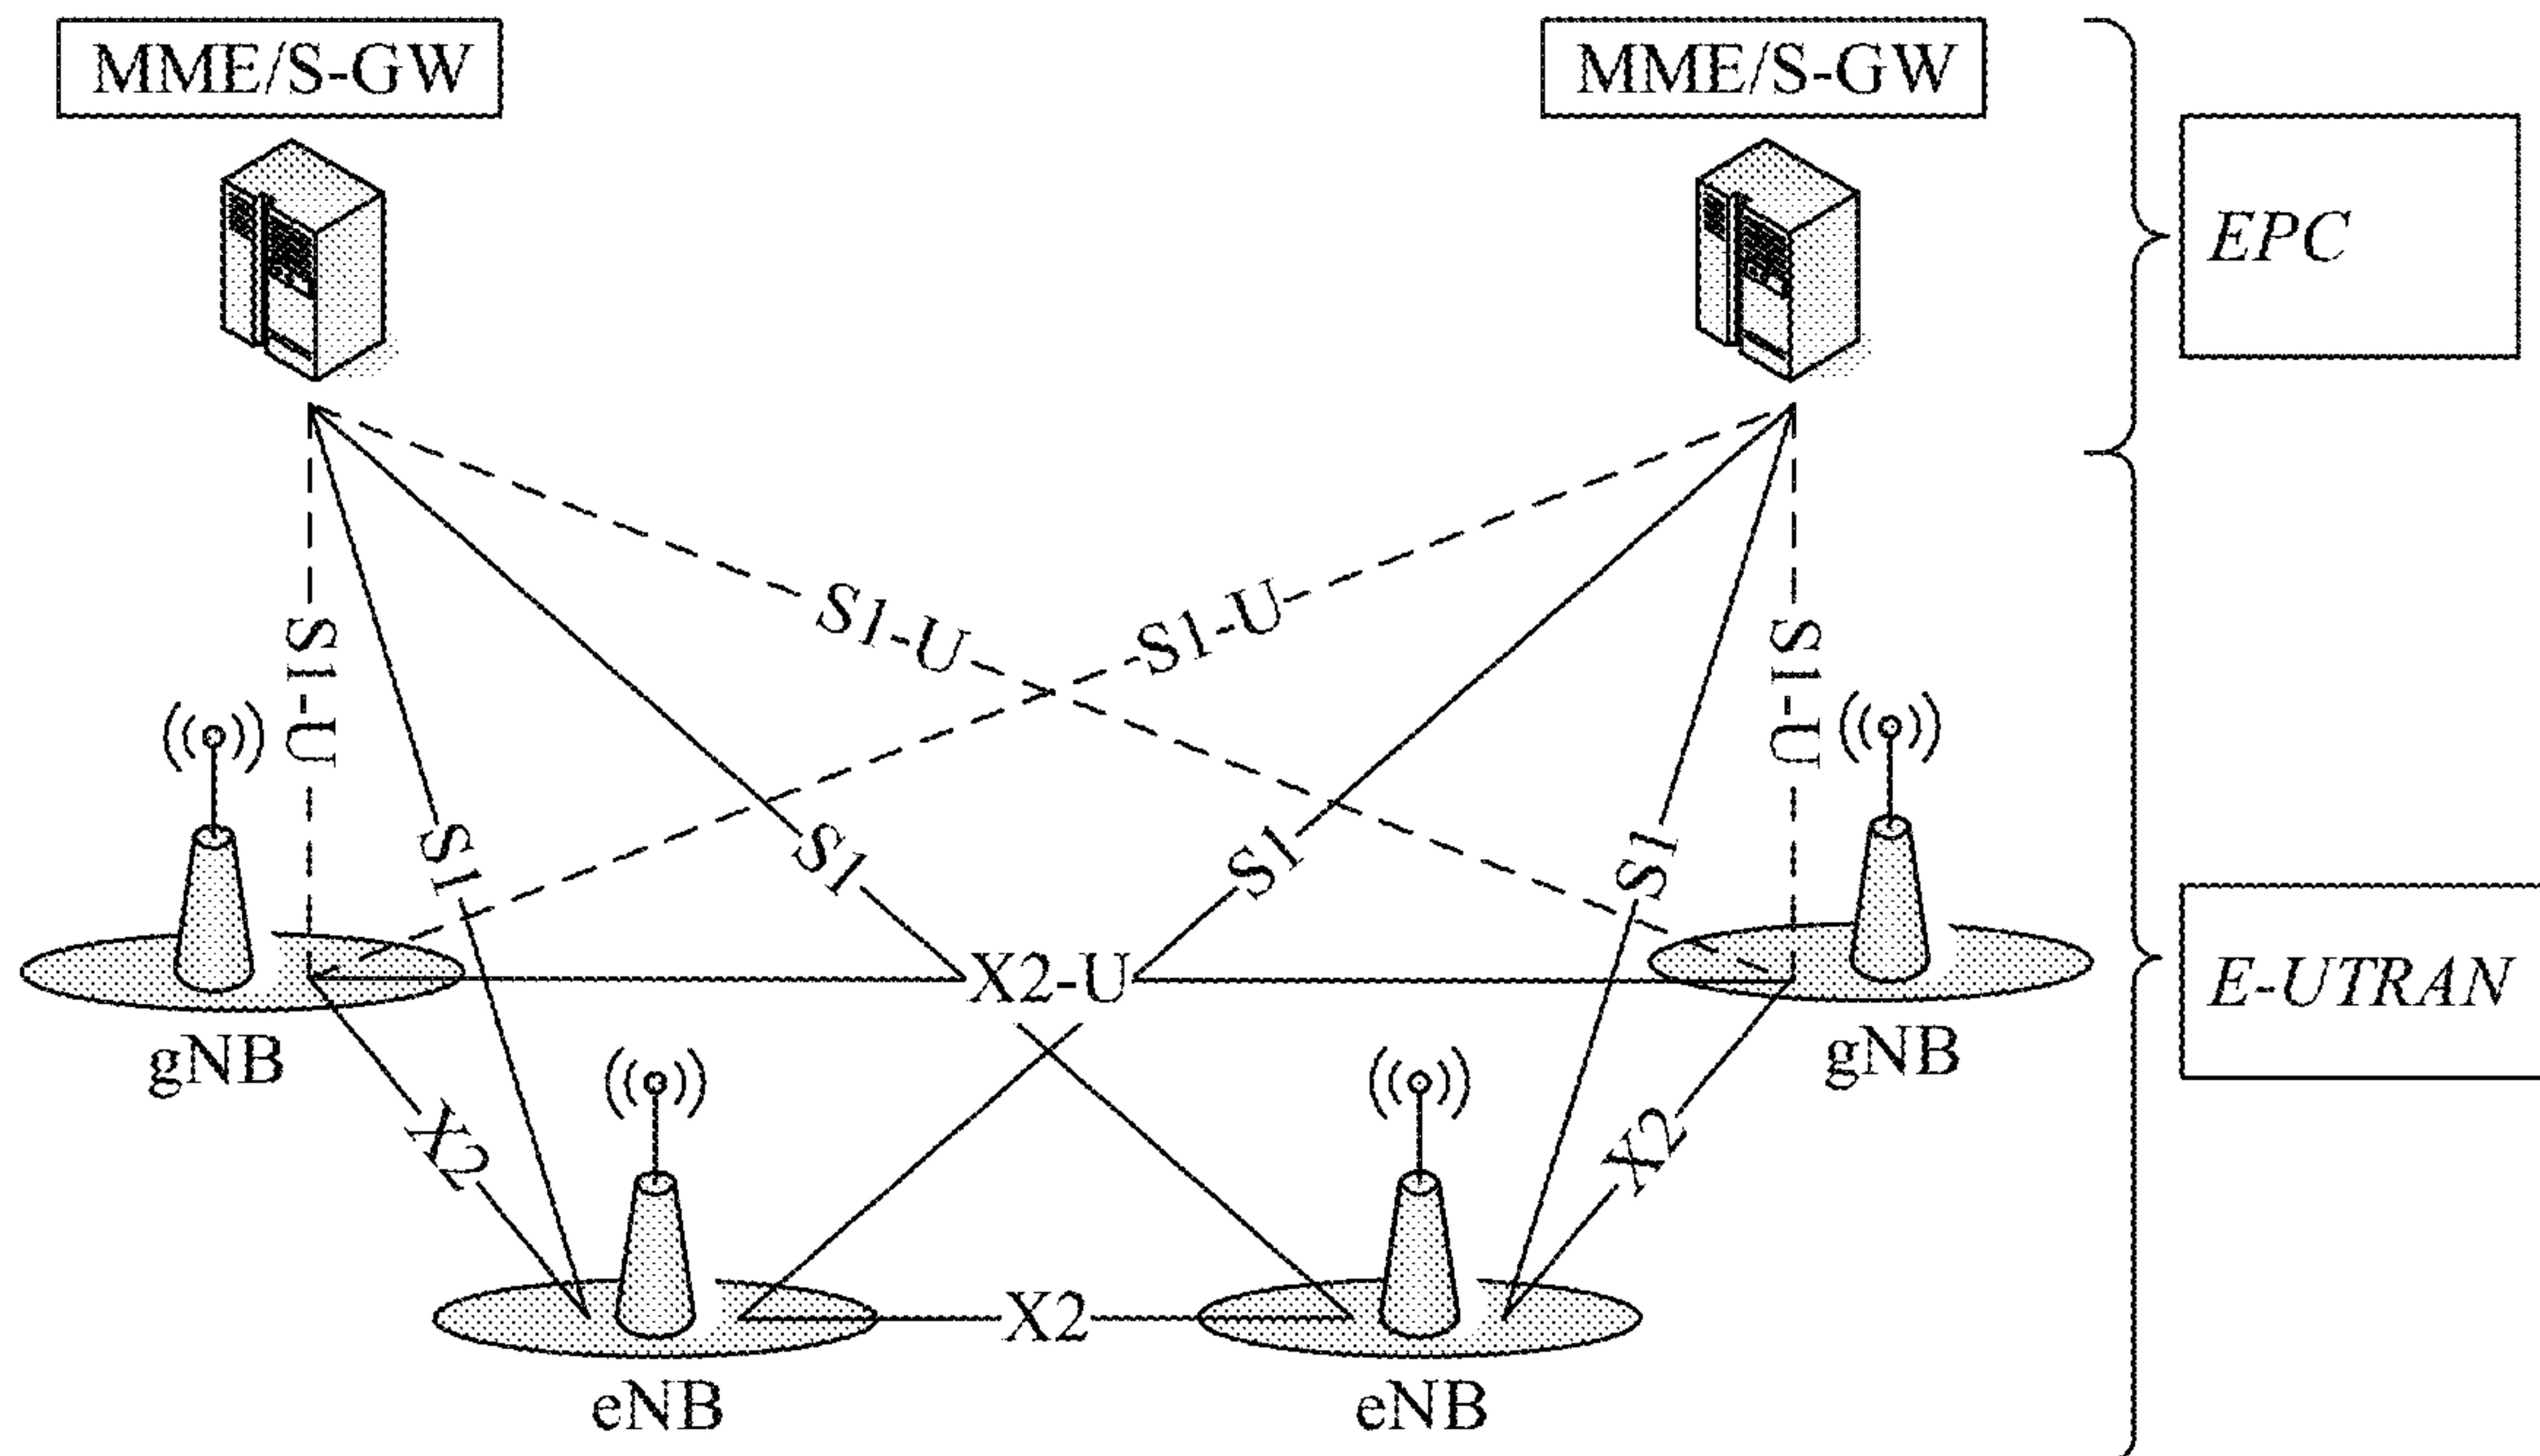 MME/S-GW
MME/S-GW
EPC
S1-U
S1-U
S1-U
S1-U
S1
S1
S1
S1
X2-U
E-UTRAN
gNB
gNB
X2
X2
X2
eNB
eNB